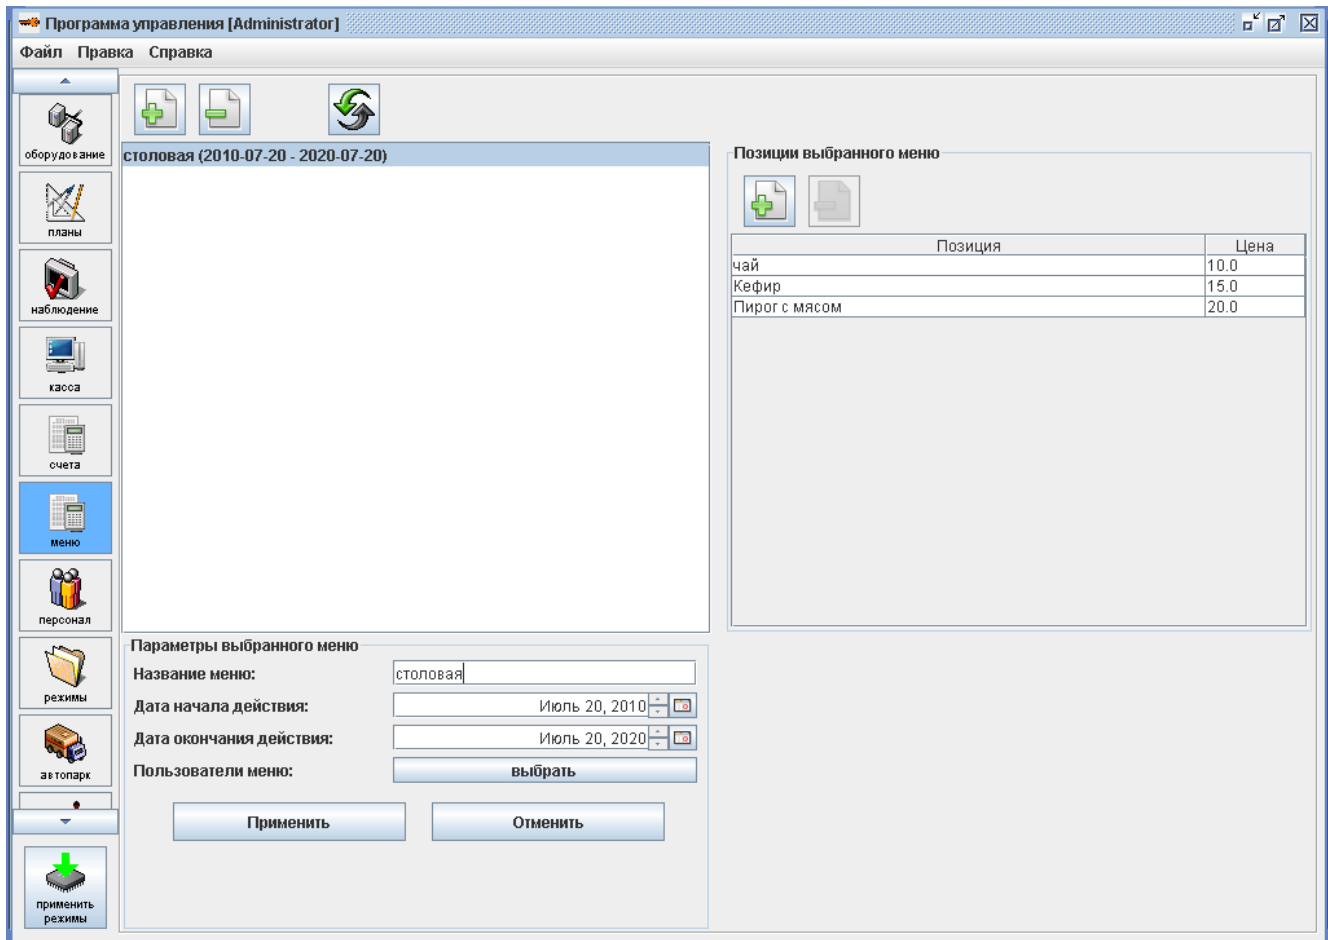 Программа управления [Administrator]
Файл Правка Справка
оборудование
планы
наблюдение
касса
счета
меню
персонал
режимы
автопарк
применить
режимы
столовая (2010-07-20 - 2020-07-20)
Параметры выбранного меню
Название меню: столовая
Дата начала действия: Июль 20, 2010
Дата окончания действия: Июль 20, 2020
Пользователи меню: выбрать
Применить Отменить
Позиции выбранного меню
Позиция Цена
чай 10.0
Кефир 15.0
Пирог с мясом 20.0